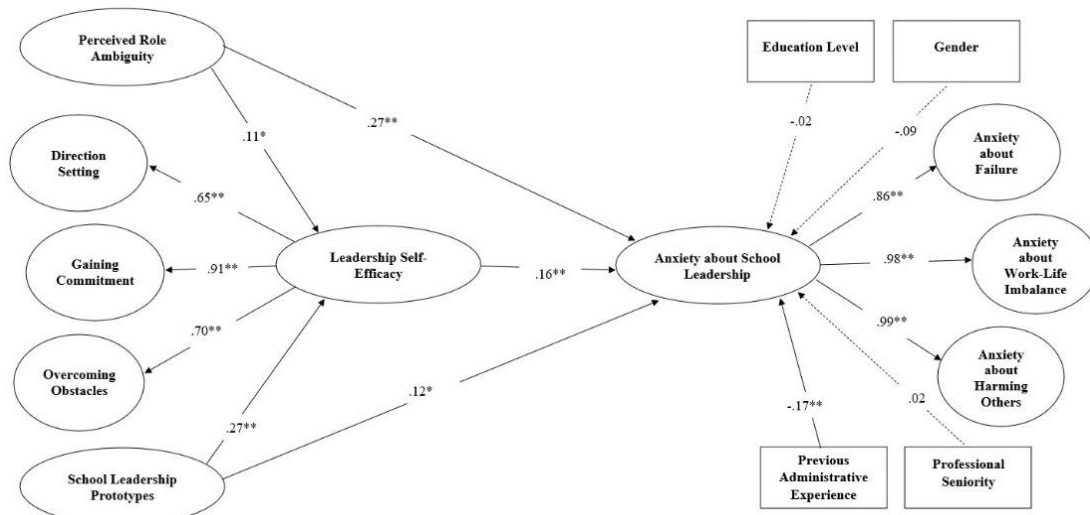 Perceived Role
Ambiguity
Education Level
Gender
.27**
.11*
-.02
-.09
Direction
Setting
Anxiety
about
Failure
.65**
.86**
Leadership Self-
Efficacy
Anxiety about School
Leadership
Gaining
Commitment
.91**
.16**
.98**
Anxiety
about
Work-Life
Imbalance
.70**
.99**
Overcoming
Obstacles
Anxiety
about
Harming
Others
.12*
.02
.27**
-.17**
School Leadership
Prototypes
Previous
Administrative
Experience
Professional
Seniority